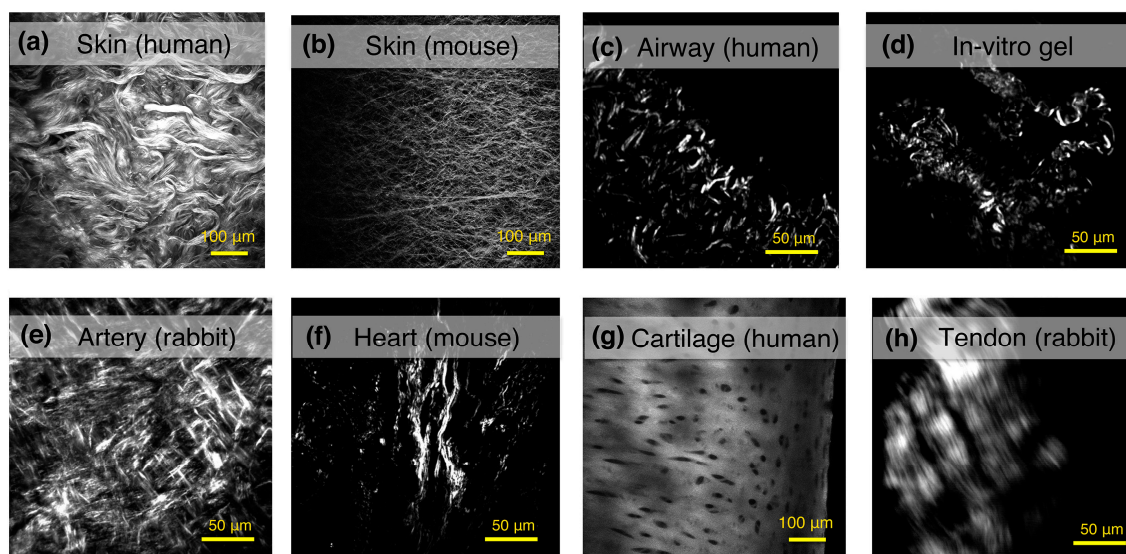 (a) Skin (human)
100 μm
(b) Skin (mouse)
100 μm
(c) Airway (human)
50 μm
(d) In-vitro gel
50 μm
(e) Artery (rabbit)
50 μm
(f) Heart (mouse)
50 μm
(g) Cartilage (human)
100 μm
(h) Tendon (rabbit)
50 μm